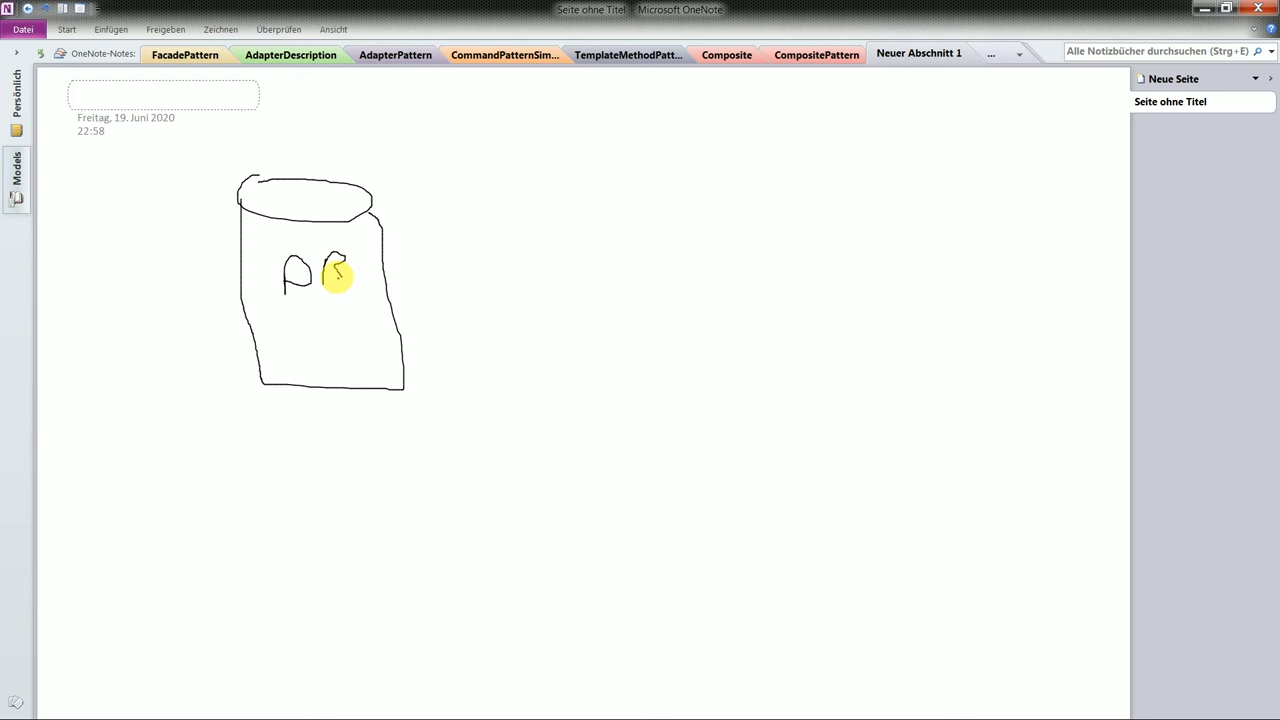 Seite ohne Titel - Microsoft OneNote
Datei Start Einfügen Freigeben Zeichnen Überprüfen Ansicht
OneNote-Notes: FacadePattern AdapterDescription AdapterPattern CommandPatternSim... TemplateMethodPatt... Composite CompositePattern Neuer Abschnitt 1 ... Alle Notizbücher durchsuchen (Strg+E)
Persönlich
Models
Neue Seite
Seite ohne Titel
Freitag, 19. Juni 2020
22:58